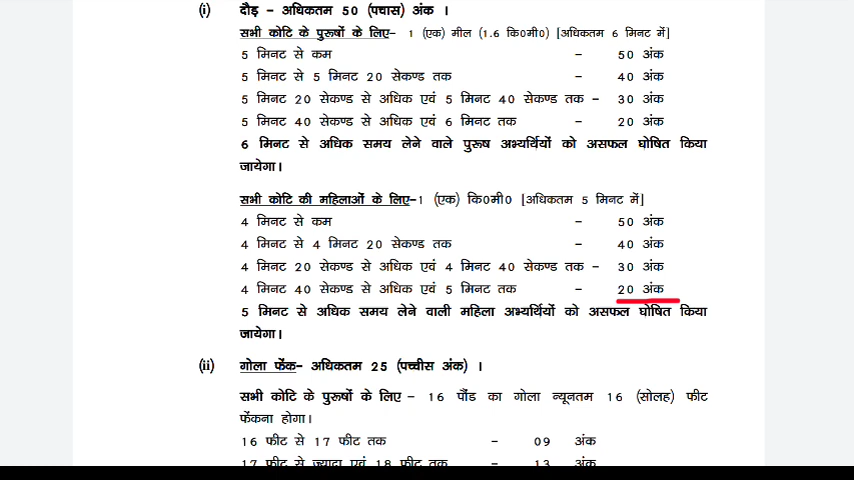 (i) दौड़ – अधिकतम 50 (पचास) अंक ।
सभी कोटि के पुरूषों के लिए– 1 (एक) मील (1.6 कि0मी0) [अधिकतम 6 मिनट में]
5 मिनट से कम – 50 अंक
5 मिनट से 5 मिनट 20 सेकण्ड तक – 40 अंक
5 मिनट 20 सेकण्ड से अधिक एवं 5 मिनट 40 सेकण्ड तक – 30 अंक
5 मिनट 40 सेकण्ड से अधिक एवं 6 मिनट तक – 20 अंक
6 मिनट से अधिक समय लेने वाले पुरूष अभ्यर्थियों को असफल घोषित किया
जायेगा।
सभी कोटि की महिलाओं के लिए–1 (एक) कि0मी0 [अधिकतम 5 मिनट में]
4 मिनट से कम – 50 अंक
4 मिनट से 4 मिनट 20 सेकण्ड तक – 40 अंक
4 मिनट 20 सेकण्ड से अधिक एवं 4 मिनट 40 सेकण्ड तक – 30 अंक
4 मिनट 40 सेकण्ड से अधिक एवं 5 मिनट तक – 20 अंक
5 मिनट से अधिक समय लेने वाली महिला अभ्यर्थियों को असफल घोषित किया
जायेगा।
(ii) गोला फेंक– अधिकतम 25 (पच्चीस अंक) ।
सभी कोटि के पुरूषों के लिए – 16 पौंड का गोला न्यूनतम 16 (सोलह) फीट
फेंकना होगा।
16 फीट से 17 फीट तक – 09 अंक
17 फीट से ज्यादा एवं 18 फीट तक – 13 अंक